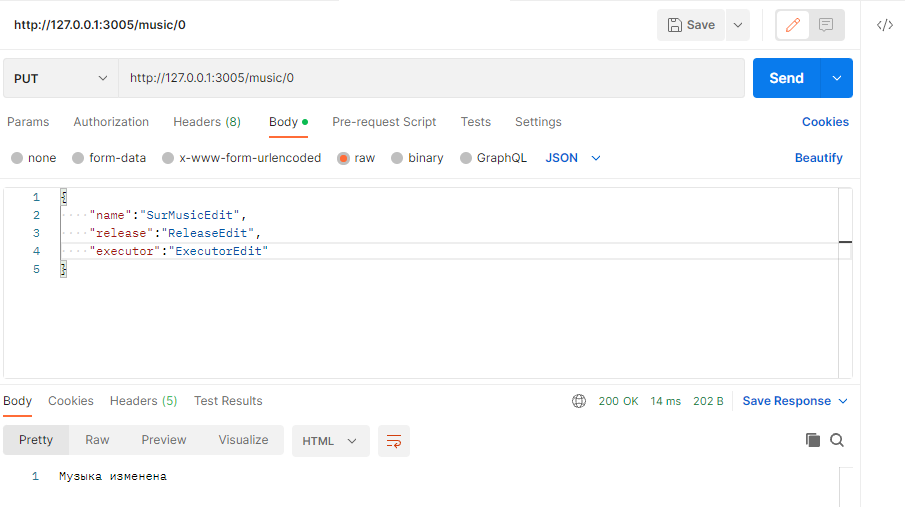 http://127.0.0.1:3005/music/0
Save
PUT
http://127.0.0.1:3005/music/0
Send
Params Authorization Headers (8) Body Pre-request Script Tests Settings Cookies
none form-data x-www-form-urlencoded raw binary GraphQL JSON Beautify
1 {
2 "name":"SurMusicEdit",
3 "release":"ReleaseEdit",
4 "executor":"ExecutorEdit"
5 }
Body Cookies Headers (5) Test Results 200 OK 14 ms 202 B Save Response
Pretty Raw Preview Visualize HTML
1 Музыка изменена